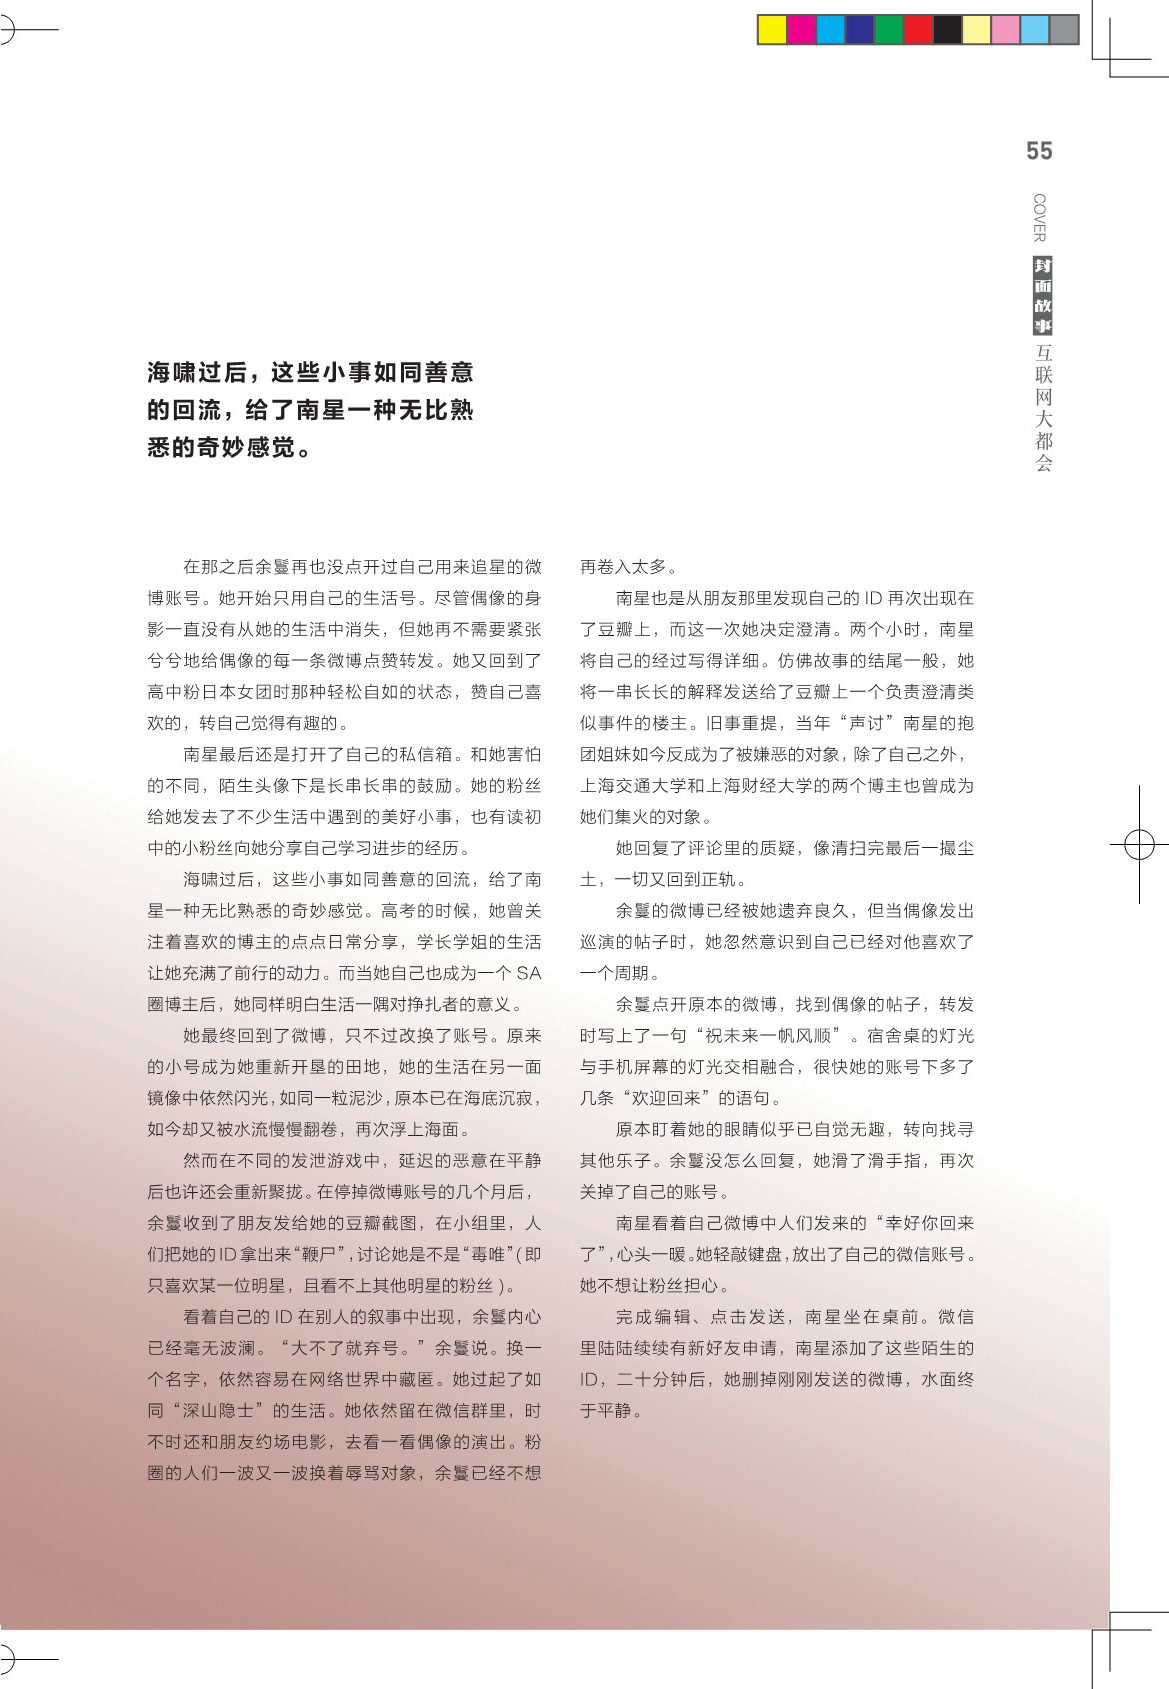 55
COVER
封面故事
互联网大都会
海啸过后，这些小事如同善意
的回流，给了南星一种无比熟
悉的奇妙感觉。
在那之后余鬘再也没点开过自己用来追星的微
博账号。她开始只用自己的生活号。尽管偶像的身
影一直没有从她的生活中消失，但她再不需要紧张
兮兮地给偶像的每一条微博点赞转发。她又回到了
高中粉日本女团时那种轻松自如的状态，赞自己喜
欢的，转自己觉得有趣的。
南星最后还是打开了自己的私信箱。和她害怕
的不同，陌生头像下是长串长串的鼓励。她的粉丝
给她发去了不少生活中遇到的美好小事，也有读初
中的小粉丝向她分享自己学习进步的经历。
海啸过后，这些小事如同善意的回流，给了南
星一种无比熟悉的奇妙感觉。高考的时候，她曾关
注着喜欢的博主的点点日常分享，学长学姐的生活
让她充满了前行的动力。而当她自己也成为一个 SA
圈博主后，她同样明白生活一隅对挣扎者的意义。
她最终回到了微博，只不过改换了账号。原来
的小号成为她重新开垦的田地，她的生活在另一面
镜像中依然闪光，如同一粒泥沙，原本已在海底沉寂，
如今却又被水流慢慢翻卷，再次浮上海面。
然而在不同的发泄游戏中，延迟的恶意在平静
后也许还会重新聚拢。在停掉微博账号的几个月后，
余鬘收到了朋友发给她的豆瓣截图，在小组里，人
们把她的ID拿出来“鞭尸”，讨论她是不是“毒唯”（即
只喜欢某一位明星，且看不上其他明星的粉丝）。
看着自己的 ID 在别人的叙事中出现，余鬘内心
已经毫无波澜。“大不了就弃号。”余鬘说。换一
个名字，依然容易在网络世界中藏匿。她过起了如
同“深山隐士”的生活。她依然留在微信群里，时
不时还和朋友约场电影，去看一看偶像的演出。粉
圈的人们一波又一波换着辱骂对象，余鬘已经不想
再卷入太多。
南星也是从朋友那里发现自己的 ID 再次出现在
了豆瓣上，而这一次她决定澄清。两个小时，南星
将自己的经过写得详细。仿佛故事的结尾一般，她
将一串长长的解释发送给了豆瓣上一个负责澄清类
似事件的楼主。旧事重提，当年“声讨”南星的抱
团姐妹如今反成为了被嫌恶的对象，除了自己之外，
上海交通大学和上海财经大学的两个博主也曾成为
她们集火的对象。
她回复了评论里的质疑，像清扫完最后一撮尘
土，一切又回到正轨。
余鬘的微博已经被她遗弃良久，但当偶像发出
巡演的帖子时，她忽然意识到自己已经对他喜欢了
一个周期。
余鬘点开原本的微博，找到偶像的帖子，转发
时写上了一句“祝未来一帆风顺”。宿舍桌的灯光
与手机屏幕的灯光交相融合，很快她的账号下多了
几条“欢迎回来”的语句。
原本盯着她的眼睛似乎已自觉无趣，转向找寻
其他乐子。余鬘没怎么回复，她滑了滑手指，再次
关掉了自己的账号。
南星看着自己微博中人们发来的“幸好你回来
了”，心头一暖。她轻敲键盘，放出了自己的微信账号。
她不想让粉丝担心。
完成编辑、点击发送，南星坐在桌前。微信
里陆陆续续有新好友申请，南星添加了这些陌生的
ID，二十分钟后，她删掉刚刚发送的微博，水面终
于平静。